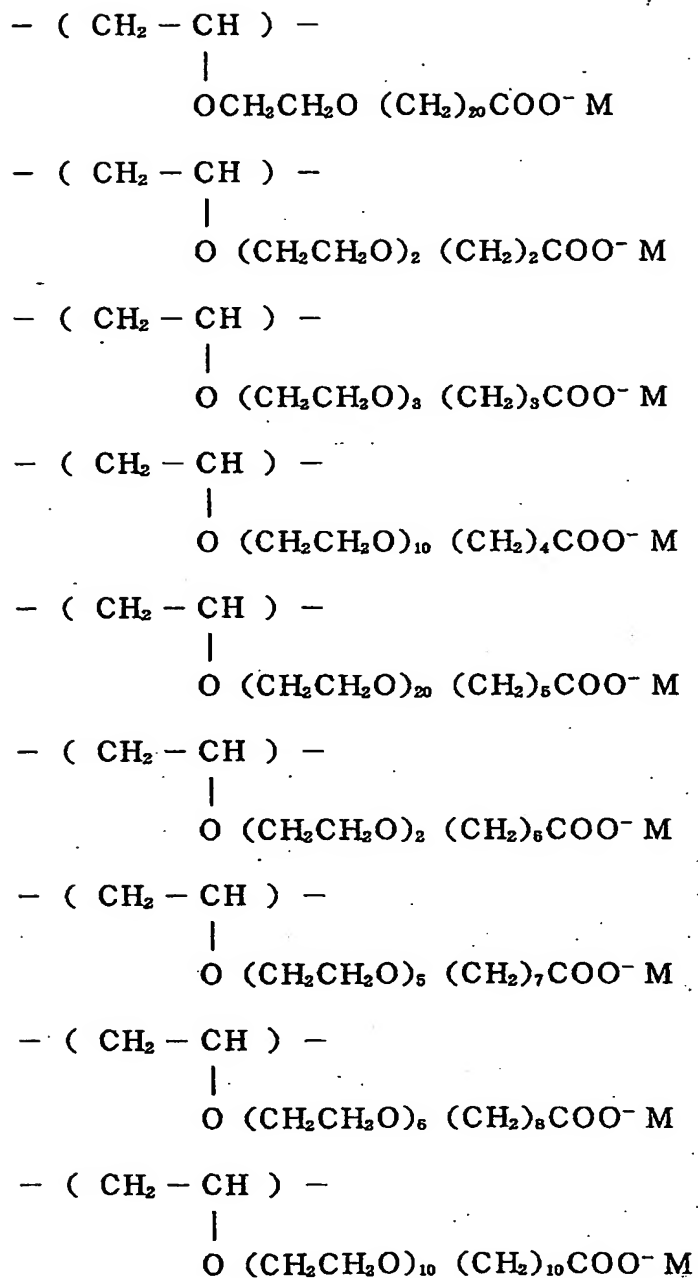 − ( CH₂ − CH ) −
|
OCH₂CH₂O (CH₂)₂₀COO⁻ M
− ( CH₂ − CH ) −
|
O (CH₂CH₂O)₂ (CH₂)₂COO⁻ M
− ( CH₂ − CH ) −
|
O (CH₂CH₂O)₃ (CH₂)₃COO⁻ M
− ( CH₂ − CH ) −
|
O (CH₂CH₂O)₁₀ (CH₂)₄COO⁻ M
− ( CH₂ − CH ) −
|
O (CH₂CH₂O)₂₀ (CH₂)₅COO⁻ M
− ( CH₂ − CH ) −
|
O (CH₂CH₂O)₂ (CH₂)₆COO⁻ M
− ( CH₂ − CH ) −
|
O (CH₂CH₂O)₅ (CH₂)₇COO⁻ M
− ( CH₂ − CH ) −
|
O (CH₂CH₂O)₆ (CH₂)₈COO⁻ M
− ( CH₂ − CH ) −
|
O (CH₂CH₂O)₁₀ (CH₂)₁₀COO⁻ M